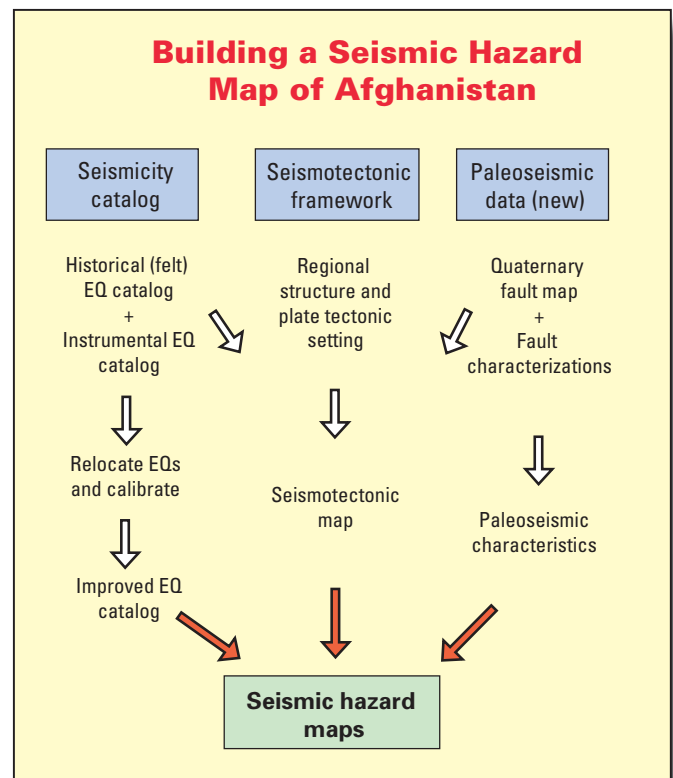 Building a Seismic Hazard
Map of Afghanistan
Seismicity
catalog
Historical (felt)
EQ catalog
+
Instrumental EQ
catalog
Relocate EQs
and calibrate
Improved EQ
catalog
Seismotectonic
framework
Regional
structure and
plate tectonic
setting
Seismotectonic
map
Paleoseismic
data (new)
Quaternary
fault map
+
Fault
characterizations
Paleoseismic
characteristics
Seismic hazard
maps